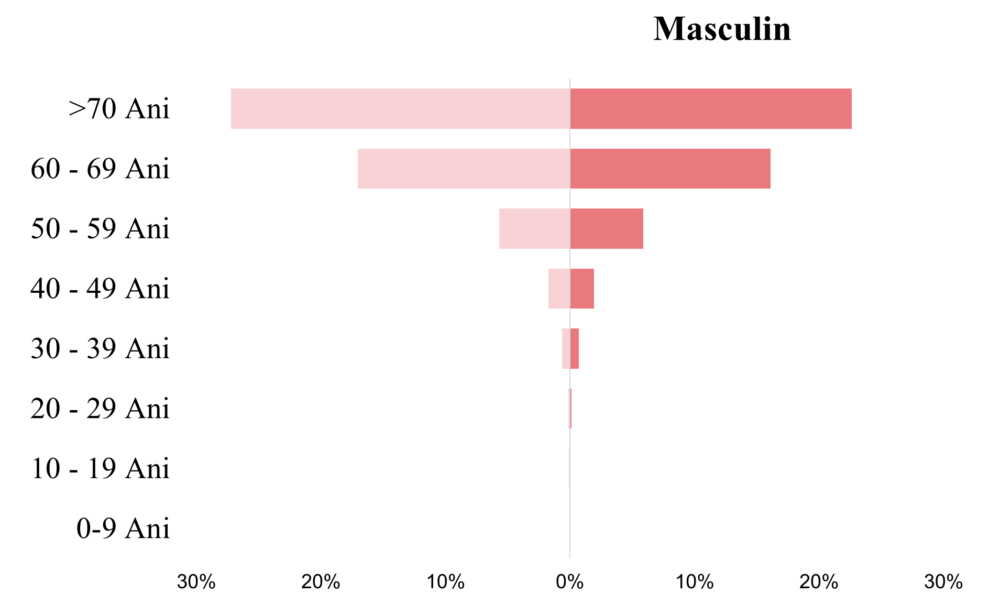 Masculin
>70 Ani
60 - 69 Ani
50 - 59 Ani
40 - 49 Ani
30 - 39 Ani
20 - 29 Ani
10 - 19 Ani
0-9 Ani
30% 20% 10% 0% 10% 20% 30%